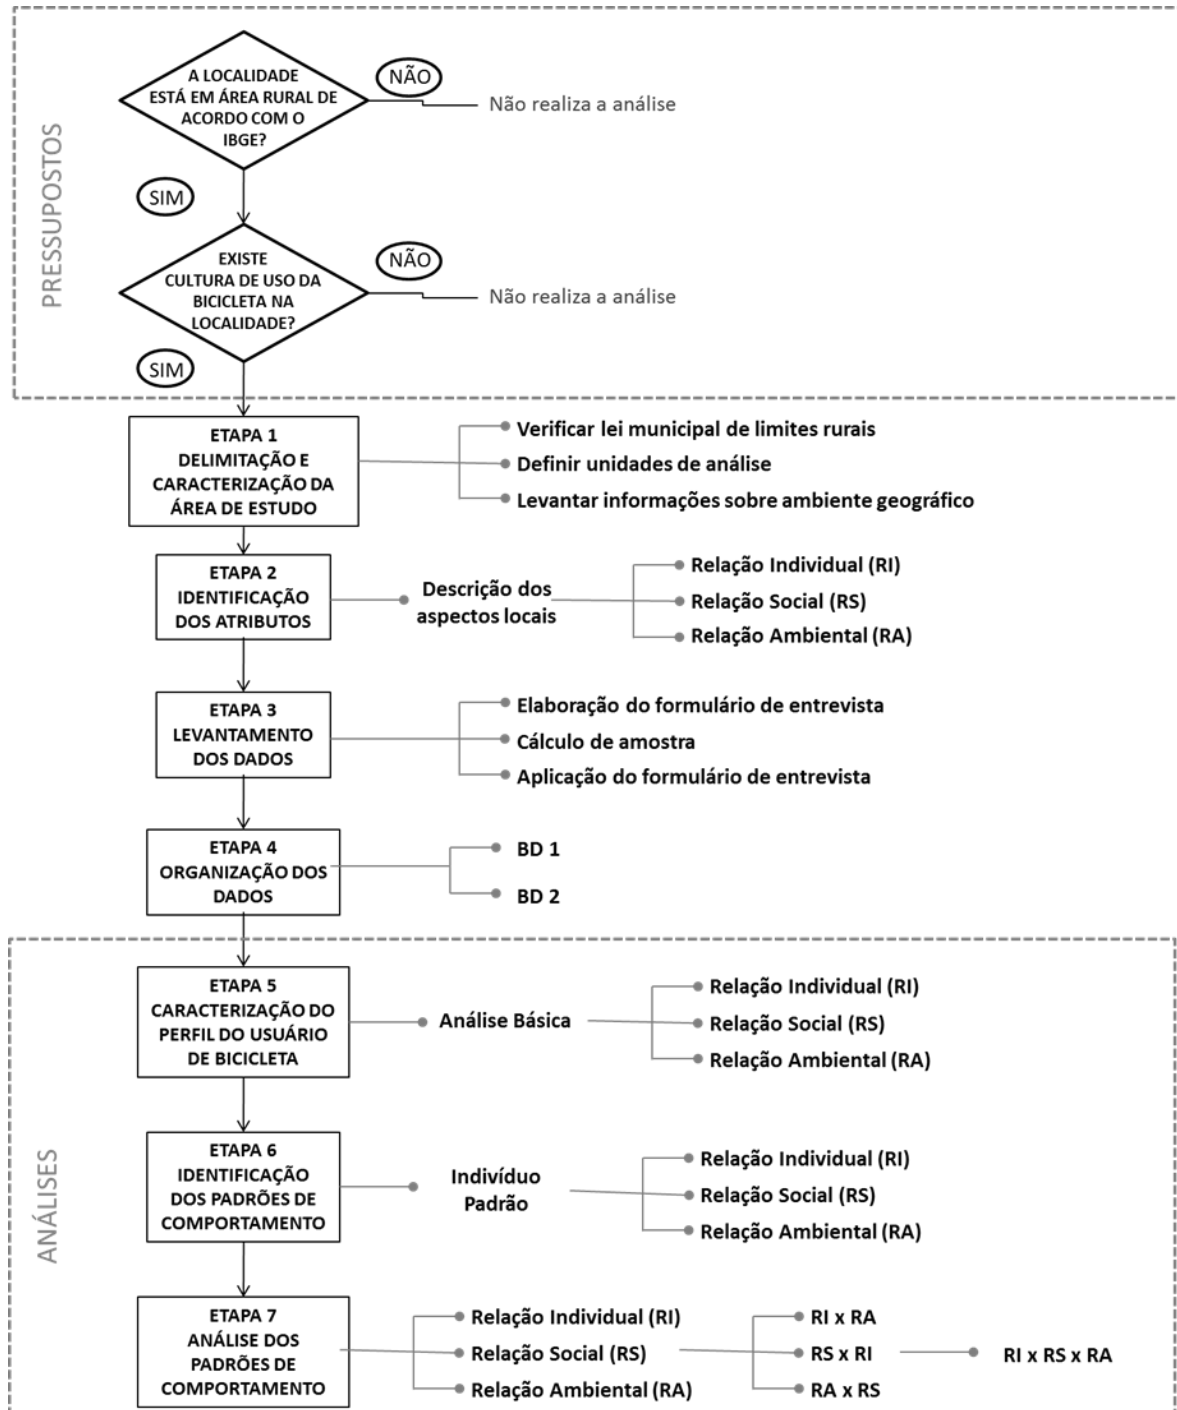 PRESSUPOSTOS
A LOCALIDADE
ESTÁ EM ÁREA RURAL DE
ACORDO COM O
IBGE?
NÃO
Não realiza a análise
SIM
EXISTE
CULTURA DE USO DA
BICICLETA NA
LOCALIDADE?
NÃO
Não realiza a análise
SIM
ETAPA 1
DELIMITAÇÃO E
CARACTERIZAÇÃO DA
ÁREA DE ESTUDO
Verificar lei municipal de limites rurais
Definir unidades de análise
Levantar informações sobre ambiente geográfico
ETAPA 2
IDENTIFICAÇÃO
DOS ATRIBUTOS
Descrição dos
aspectos locais
Relação Individual (RI)
Relação Social (RS)
Relação Ambiental (RA)
ETAPA 3
LEVANTAMENTO
DOS DADOS
Elaboração do formulário de entrevista
Cálculo de amostra
Aplicação do formulário de entrevista
ETAPA 4
ORGANIZAÇÃO DOS
DADOS
BD 1
BD 2
ANÁLISES
ETAPA 5
CARACTERIZAÇÃO DO
PERFIL DO USUÁRIO
DE BICICLETA
Análise Básica
Relação Individual (RI)
Relação Social (RS)
Relação Ambiental (RA)
ETAPA 6
IDENTIFICAÇÃO
DOS PADRÕES DE
COMPORTAMENTO
Indivíduo
Padrão
Relação Individual (RI)
Relação Social (RS)
Relação Ambiental (RA)
ETAPA 7
ANÁLISE DOS
PADRÕES DE
COMPORTAMENTO
Relação Individual (RI)
Relação Social (RS)
Relação Ambiental (RA)
RI x RA
RS x RI
RA x RS
RI x RS x RA